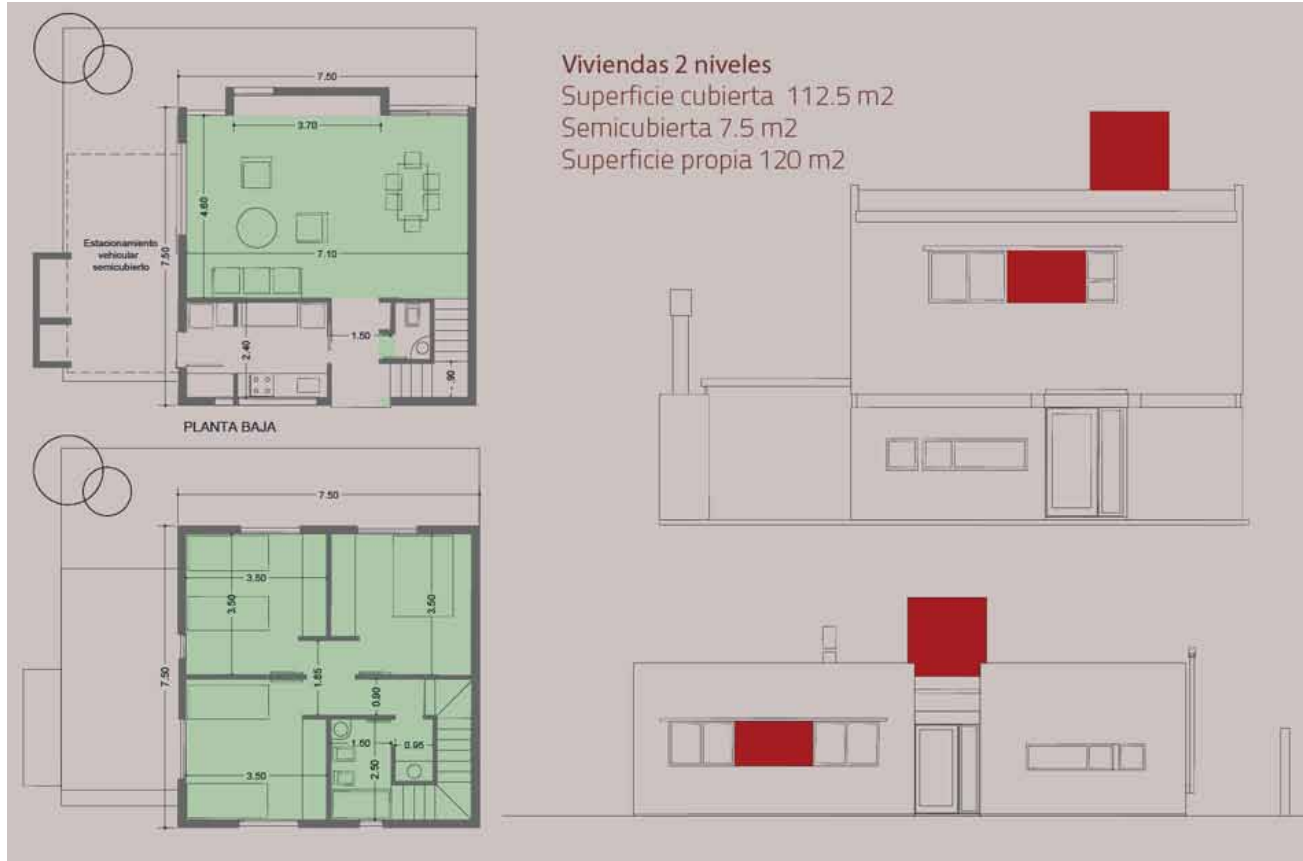 Viviendas 2 niveles
Superficie cubierta 112.5 m2
Semicubierta 7.5 m2
Superficie propia 120 m2
7.50
3.70
4.60
7.50
Estacionamiento
vehicular
semicubierto
7.10
1.50
2.40
.90
PLANTA BAJA
7.50
3.50
3.50
3.50
7.50
1.85
0.90
1.50
0.95
3.50
2.50